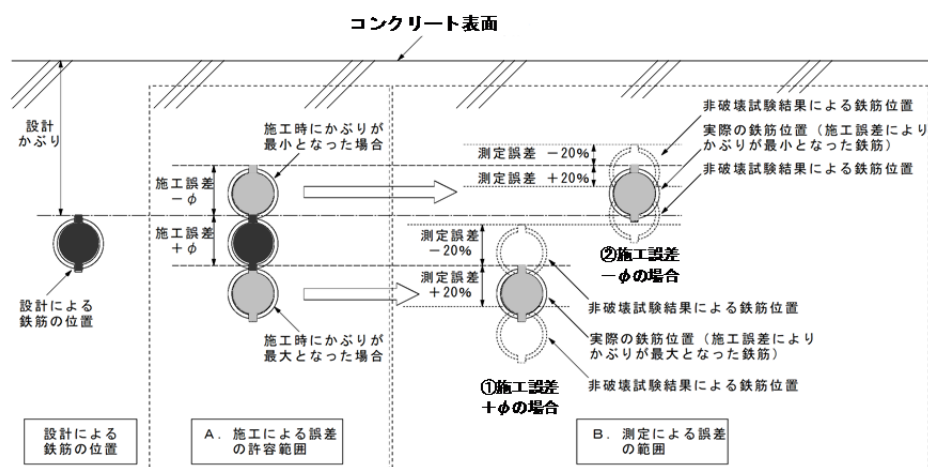 コンクリート表面
設計
かぶり
施工時にかぶりが
最小となった場合
施工誤差
－φ
施工誤差
＋φ
設計による
鉄筋の位置
施工時にかぶりが
最大となった場合
測定誤差 －20%
測定誤差 ＋20%
測定誤差
－20%
測定誤差
＋20%
非破壊試験結果による鉄筋位置
実際の鉄筋位置（施工誤差により
かぶりが最小となった鉄筋）
非破壊試験結果による鉄筋位置
②施工誤差
－φの場合
非破壊試験結果による鉄筋位置
実際の鉄筋位置（施工誤差により
かぶりが最大となった鉄筋）
非破壊試験結果による鉄筋位置
①施工誤差
＋φの場合
設計による
鉄筋の位置
Ａ．施工による誤差
の許容範囲
Ｂ．測定による誤差
の範囲